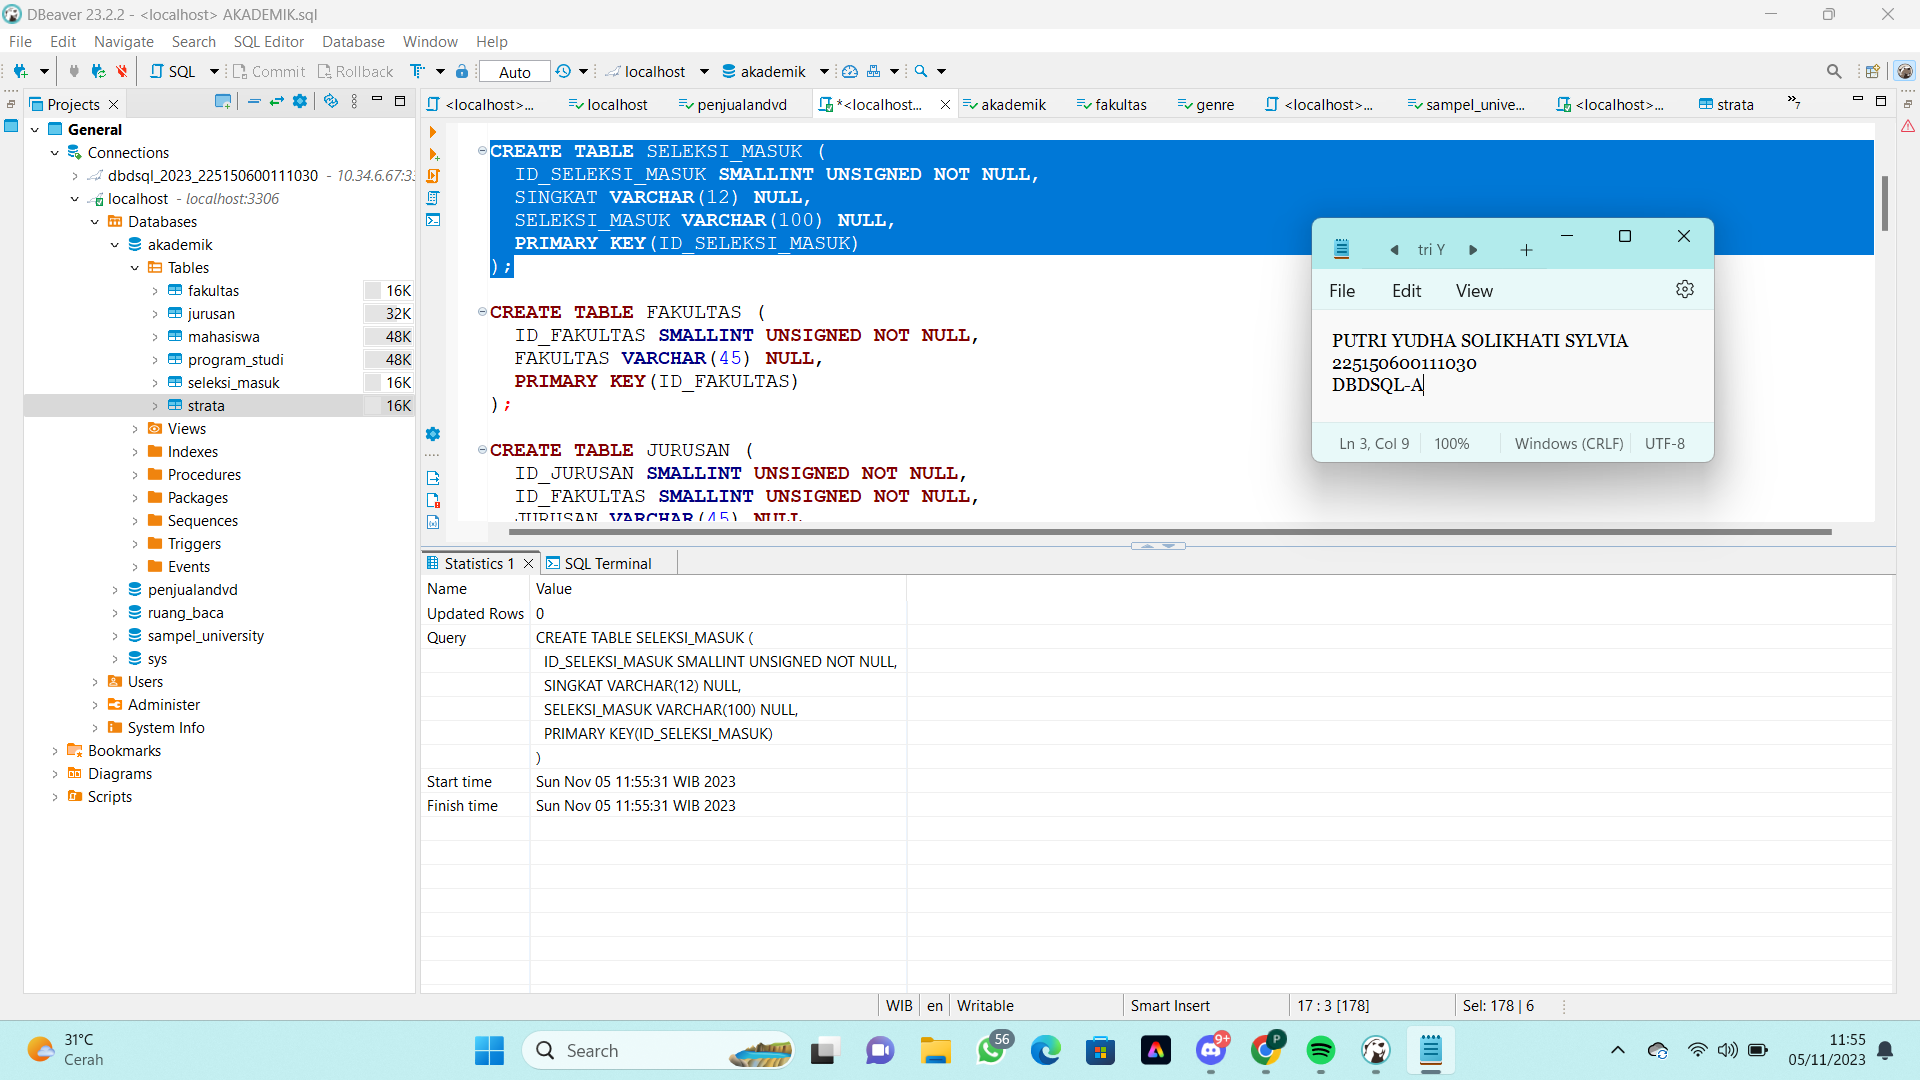 DBeaver 23.2.2 - <localhost> AKADEMIK.sql
File Edit Navigate Search SQL Editor Database Window Help
SQL Commit Rollback Auto localhost akademik
Projects
<localhost>... localhost penjualandvd *<localhost... akademik fakultas genre <localhost>... sampel_unive... <localhost>... strata »7
General
Connections
dbdsql_2023_225150600111030 - 10.34.6.67:33
localhost - localhost:3306
Databases
akademik
Tables
fakultas 16K
jurusan 32K
mahasiswa 48K
program_studi 48K
seleksi_masuk 16K
strata 16K
Views
Indexes
Procedures
Packages
Sequences
Triggers
Events
penjualandvd
ruang_baca
sampel_university
sys
Users
Administer
System Info
Bookmarks
Diagrams
Scripts
CREATE TABLE SELEKSI_MASUK (
ID_SELEKSI_MASUK SMALLINT UNSIGNED NOT NULL,
SINGKAT VARCHAR(12) NULL,
SELEKSI_MASUK VARCHAR(100) NULL,
PRIMARY KEY(ID_SELEKSI_MASUK)
);
CREATE TABLE FAKULTAS (
ID_FAKULTAS SMALLINT UNSIGNED NOT NULL,
FAKULTAS VARCHAR(45) NULL,
PRIMARY KEY(ID_FAKULTAS)
);
CREATE TABLE JURUSAN (
ID_JURUSAN SMALLINT UNSIGNED NOT NULL,
ID_FAKULTAS SMALLINT UNSIGNED NOT NULL,
JURUSAN VARCHAR(45) NULL
tri Y
File Edit View
PUTRI YUDHA SOLIKHATI SYLVIA
225150600111030
DBDSQL-A
Ln 3, Col 9 100% Windows (CRLF) UTF-8
Statistics 1 SQL Terminal
Name Value
Updated Rows 0
Query CREATE TABLE SELEKSI_MASUK (
ID_SELEKSI_MASUK SMALLINT UNSIGNED NOT NULL,
SINGKAT VARCHAR(12) NULL,
SELEKSI_MASUK VARCHAR(100) NULL,
PRIMARY KEY(ID_SELEKSI_MASUK)
)
Start time Sun Nov 05 11:55:31 WIB 2023
Finish time Sun Nov 05 11:55:31 WIB 2023
WIB en Writable Smart Insert 17 : 3 [178] Sel: 178 | 6
31°C
Cerah
Search
56
9+
P
11:55
05/11/2023